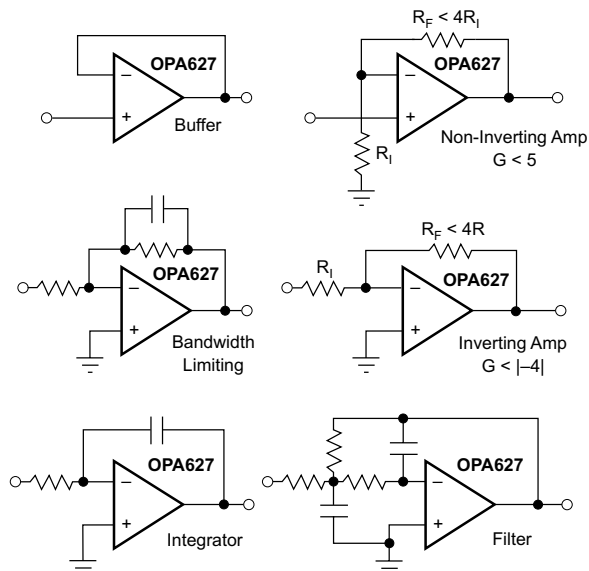 OPA627
−
+
Buffer
R_F < 4R_I
OPA627
−
+
R_I
Non-Inverting Amp
G < 5
OPA627
−
+
Bandwidth
Limiting
R_F < 4R
R_I
OPA627
−
+
Inverting Amp
G < |–4|
OPA627
−
+
Integrator
OPA627
−
+
Filter